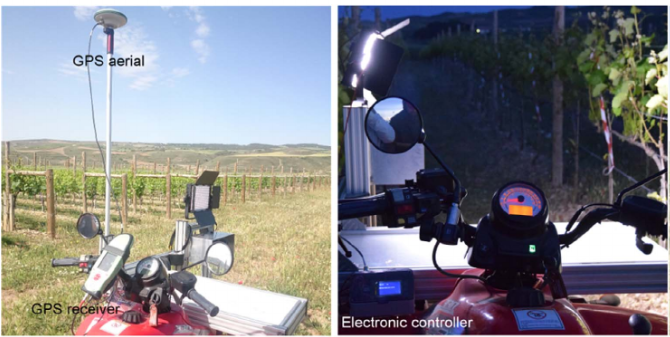 GPS aerial
GPS receiver
Electronic controller